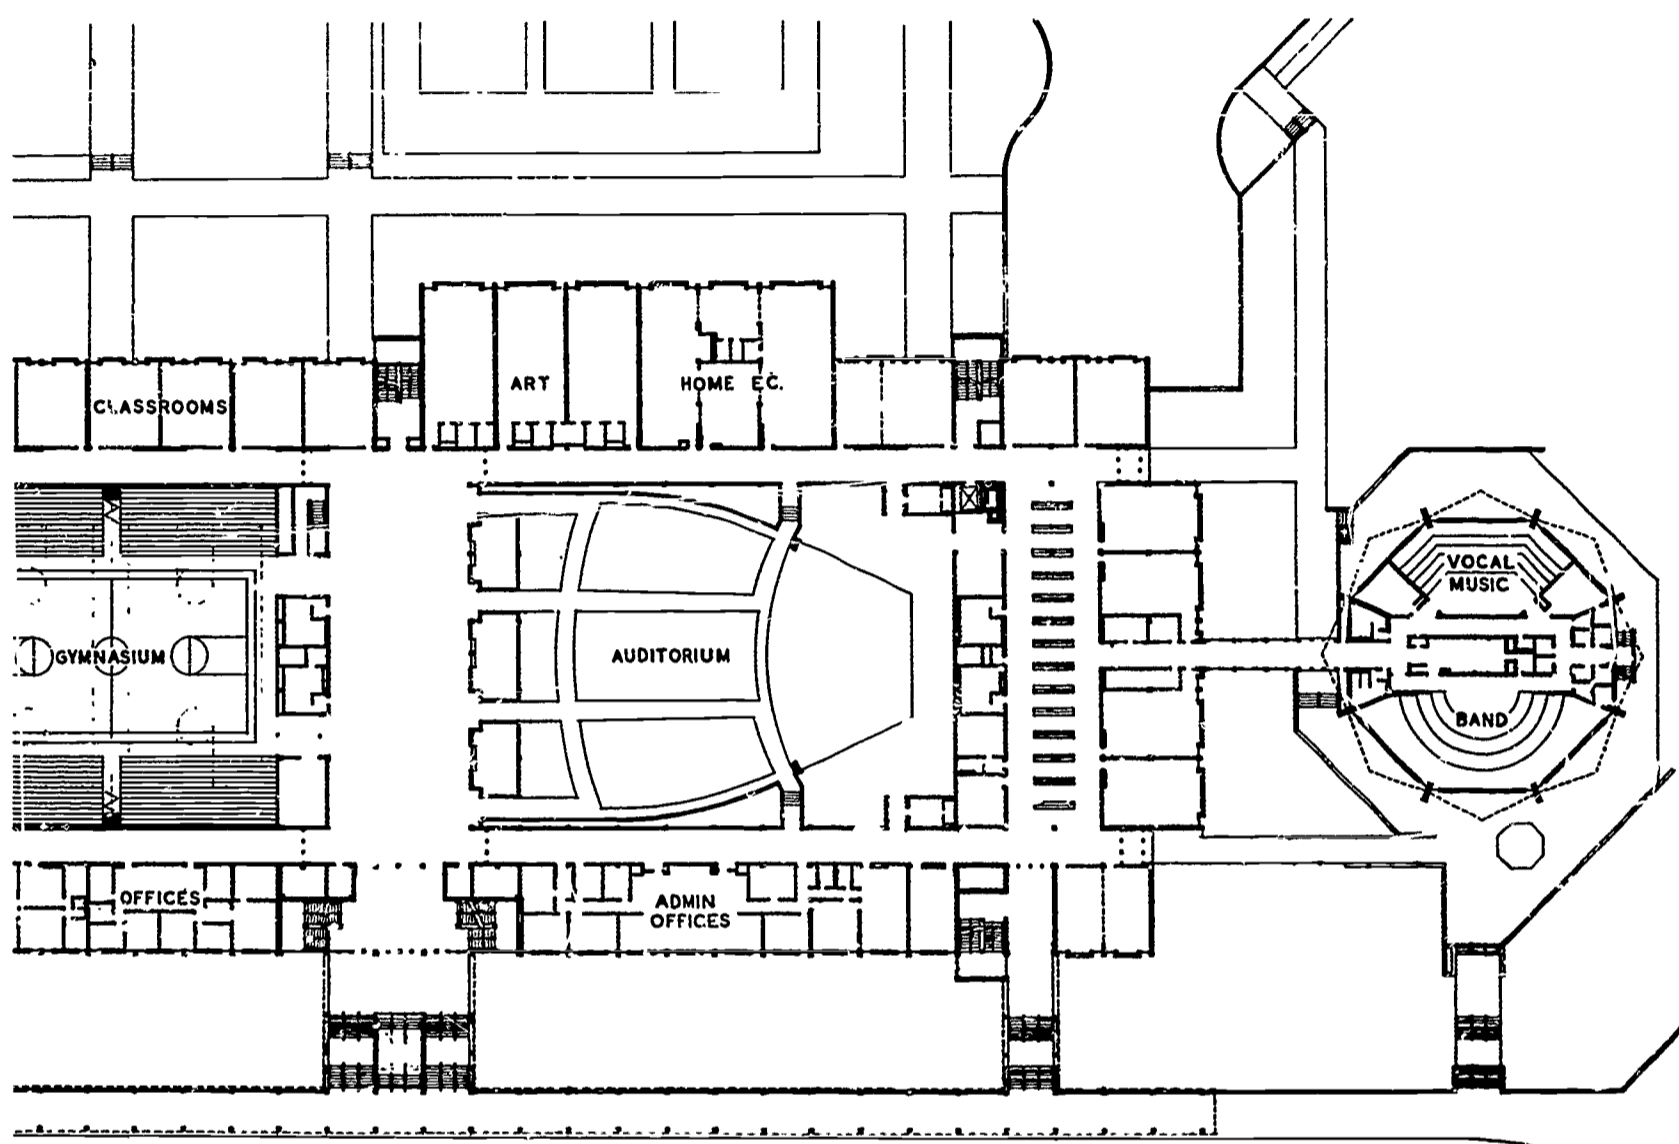 ART
HOME EC.
CLASSROOMS
VOCAL
MUSIC
GYMNASIUM
AUDITORIUM
BAND
OFFICES
ADMIN
OFFICES